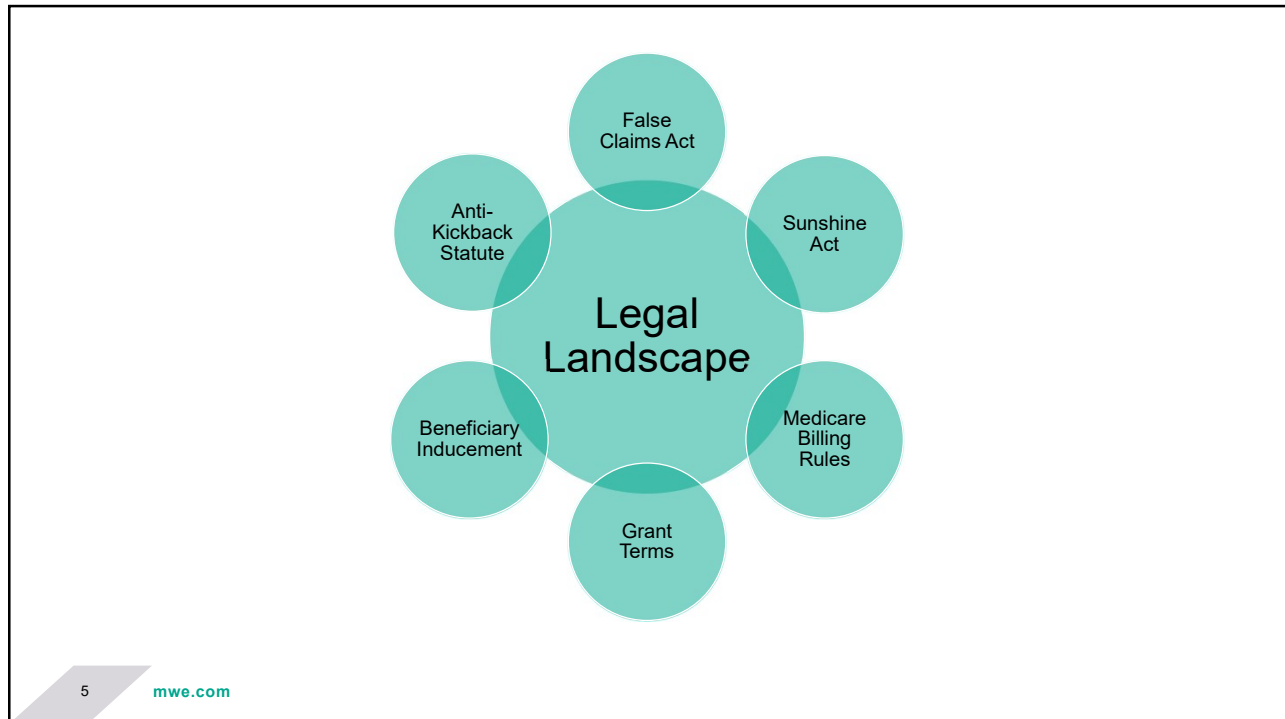 False
Claims Act
Sunshine
Act
Medicare
Billing
Rules
Grant
Terms
Beneficiary
Inducement
Anti-
Kickback
Statute
Legal
Landscape
5
mwe.com